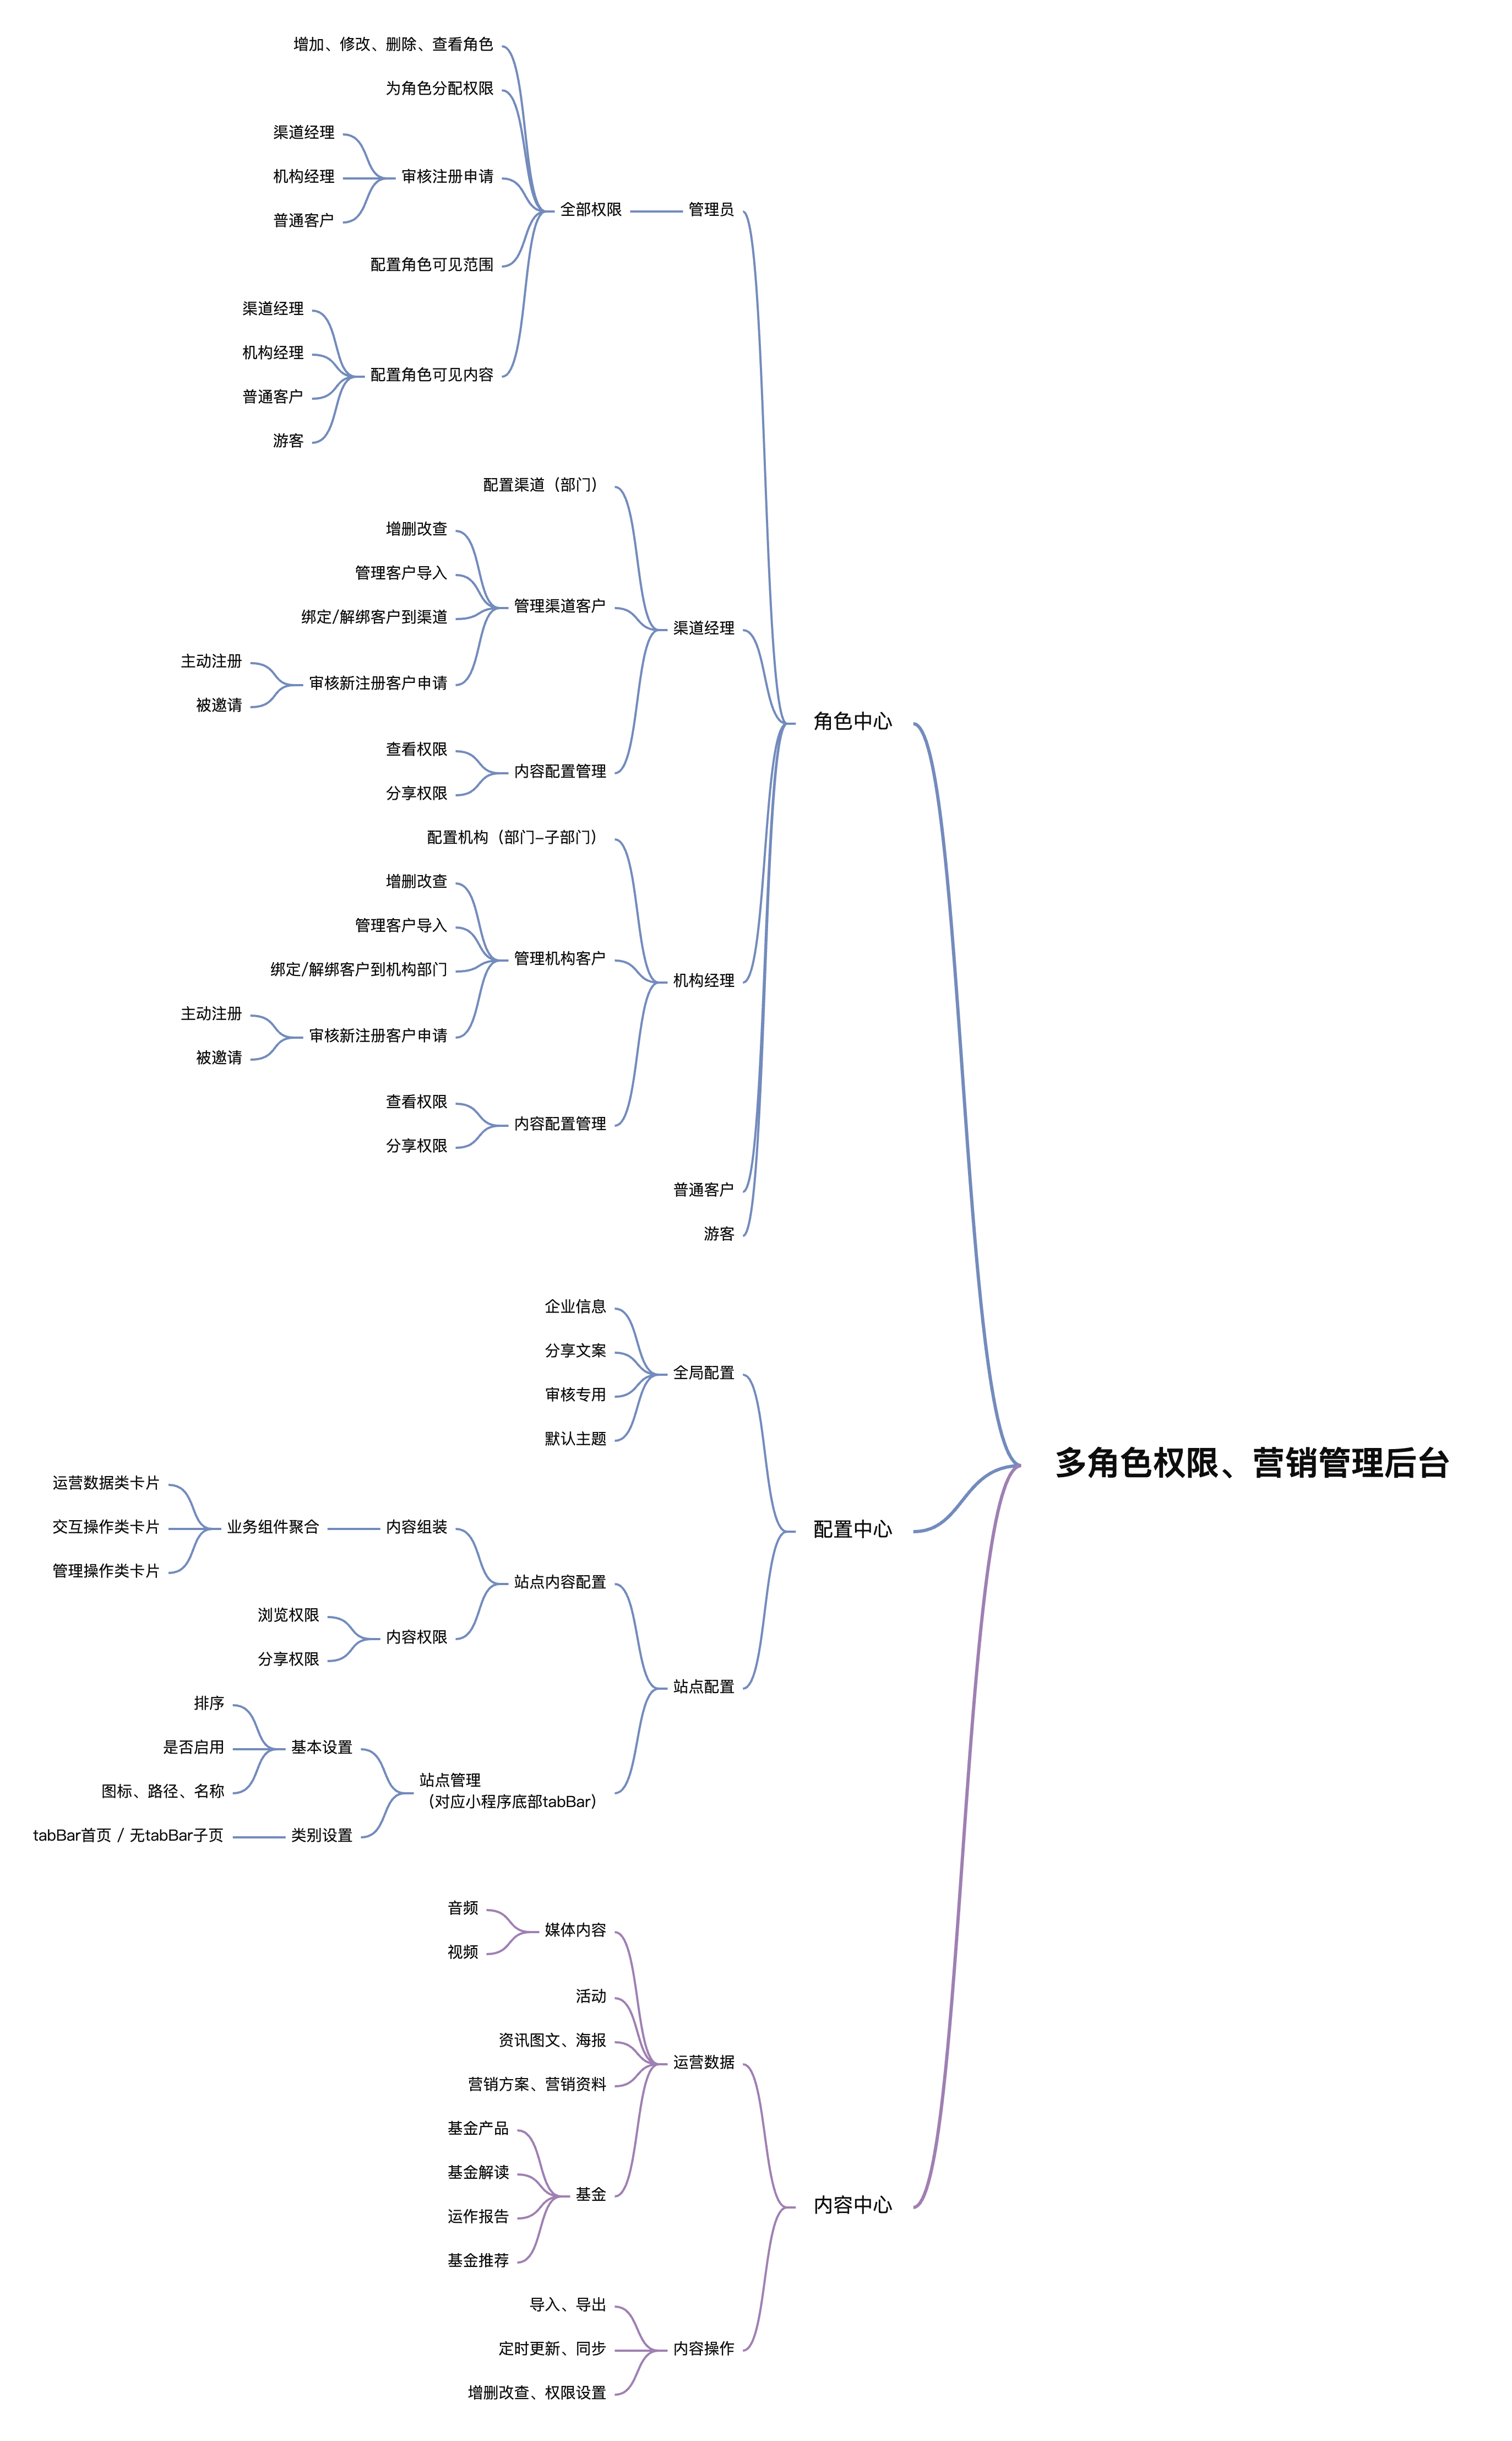 增加、修改、删除、查看角色
为角色分配权限
渠道经理
机构经理
审核注册申请
普通客户
全部权限
管理员
配置角色可见范围
渠道经理
机构经理
配置角色可见内容
普通客户
游客
配置渠道（部门）
增删改查
管理客户导入
管理渠道客户
绑定/解绑客户到渠道
渠道经理
主动注册
审核新注册客户申请
被邀请
角色中心
查看权限
内容配置管理
分享权限
配置机构（部门-子部门）
增删改查
管理客户导入
管理机构客户
绑定/解绑客户到机构部门
机构经理
主动注册
审核新注册客户申请
被邀请
查看权限
内容配置管理
分享权限
普通客户
游客
企业信息
分享文案
全局配置
审核专用
默认主题
多角色权限、营销管理后台
运营数据类卡片
交互操作类卡片
业务组件聚合
内容组装
配置中心
管理操作类卡片
站点内容配置
浏览权限
内容权限
分享权限
站点配置
排序
是否启用
基本设置
图标、路径、名称
站点管理
（对应小程序底部tabBar）
tabBar首页 / 无tabBar子页
类别设置
音频
媒体内容
视频
活动
资讯图文、海报
运营数据
营销方案、营销资料
基金产品
基金解读
基金
内容中心
运作报告
基金推荐
导入、导出
定时更新、同步
内容操作
增删改查、权限设置